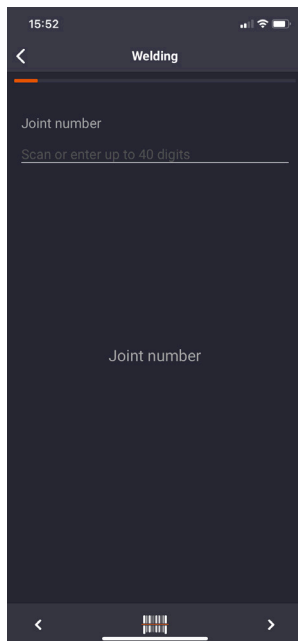 15:52
Welding
Joint number
Scan or enter up to 40 digits
Joint number